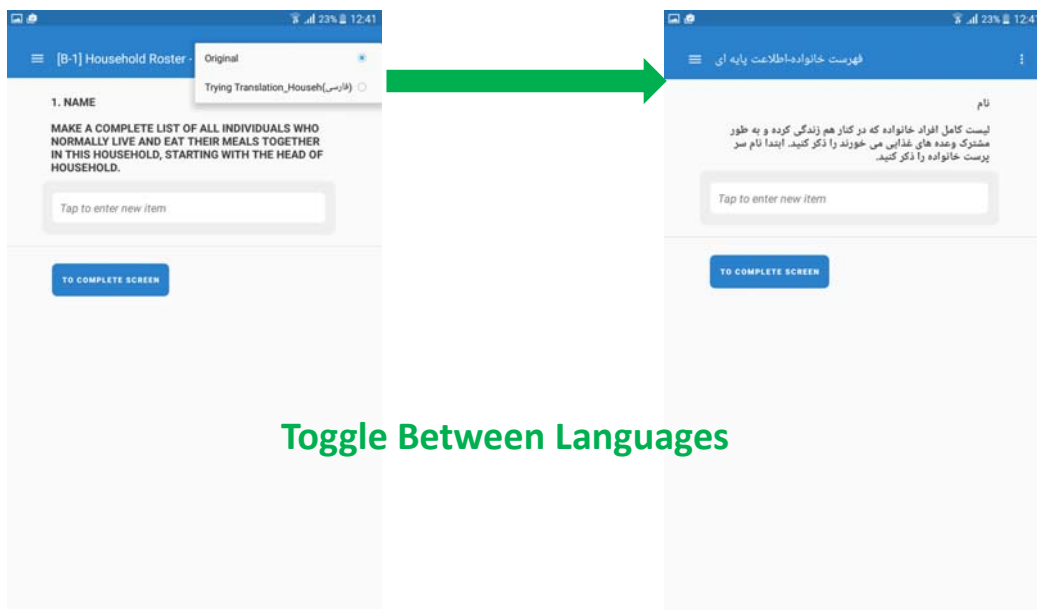 23% 12:41
[B-1] Household Roster -
Original
Trying Translation_Househ(فارسی)
1. NAME
MAKE A COMPLETE LIST OF ALL INDIVIDUALS WHO
NORMALLY LIVE AND EAT THEIR MEALS TOGETHER
IN THIS HOUSEHOLD, STARTING WITH THE HEAD OF
HOUSEHOLD.
Tap to enter new item
TO COMPLETE SCREEN
23% 12:41
فهرست خانواده-اطلاعت پایه ای
نام
لیست کامل افراد خانواده که در کنار هم زندگی کرده و به طور
مشترک وعده های غذایی می خورند را ذکر کنید. ابتدا نام سر
پرست خانواده را ذکر کنید.
Tap to enter new item
TO COMPLETE SCREEN
Toggle Between Languages